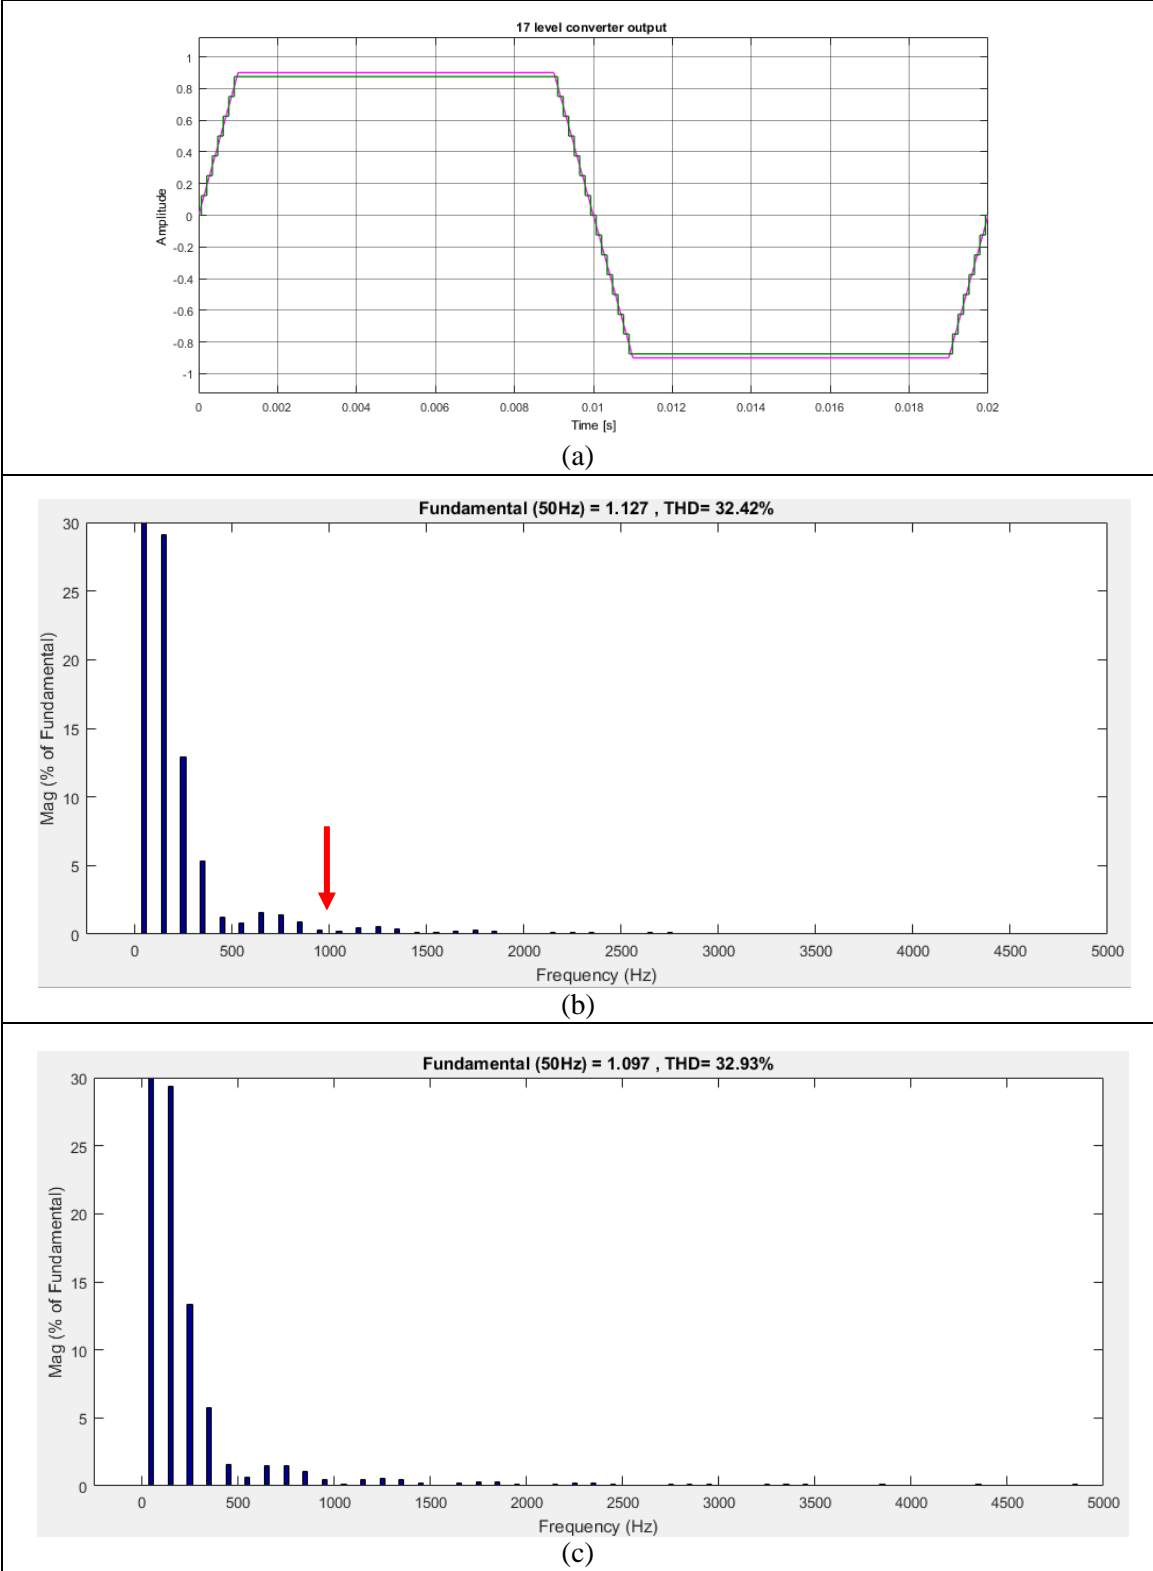 17 level converter output
1
0.8
0.6
0.4
0.2
0
-0.2
-0.4
-0.6
-0.8
-1
Amplitude
0 0.002 0.004 0.006 0.008 0.01 0.012 0.014 0.016 0.018 0.02
Time [s]
(a)
Fundamental (50Hz) = 1.127 , THD= 32.42%
30
25
20
15
10
5
0
Mag (% of Fundamental)
0 500 1000 1500 2000 2500 3000 3500 4000 4500 5000
Frequency (Hz)
(b)
Fundamental (50Hz) = 1.097 , THD= 32.93%
30
25
20
15
10
5
0
Mag (% of Fundamental)
0 500 1000 1500 2000 2500 3000 3500 4000 4500 5000
Frequency (Hz)
(c)